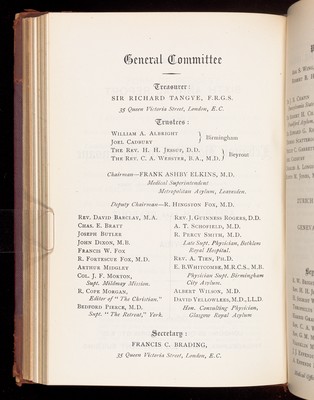 General Committee
Treasurer:
SIR RICHARD TANGYE, F.R.G.S.
35 Queen Victoria Street, London, E.C.
Trustees:
WILLIAM A. ALBRIGHT
JOEL CADBURY
} Birmingham
THE REV. H. H. JESSUP, D.D.
THE REV. C. A. WEBSTER, B.A., M.D.
} Beyrout
Chairman—FRANK ASHBY ELKINS, M.D.
Medical Superintendent
Metropolitan Asylum, Leavesden.
Deputy Chairman—R. HINGSTON FOX, M.D.
REV. DAVID BARCLAY, M.A.
CHAS. E. BRATT
JOSEPH BUTLER
JOHN DIXON, M.B.
FRANCIS W. FOX
R. FORTESCUE FOX, M.D.
ARTHUR MIDGLEY
COL. J. F. MORTON,
Supt. Mildmay Mission.
R. COPE MORGAN,
Editor of "The Christian."
BEDFORD PIERCE, M.D.
Supt. "The Retreat," York.
REV. J. GUINNESS ROGERS, D.D.
A. T. SCHOFIELD, M.D.
R. PERCY SMITH, M.D.
Late Supt. Physician, Bethlem
Royal Hospital.
REV. A. TIEN, PH.D.
E. B. WHITCOMBE, M.R.C.S., M.B.
Physician Supt. Birmingham
City Asylum.
ALBERT WILSON, M.D.
DAVID YELLOWLEES, M.D., LL.D.
Hon. Consulting Physician,
Glasgow Royal Asylum
Secretary:
FRANCIS C. BRADING,
35 Queen Victoria Street, London, E.C.